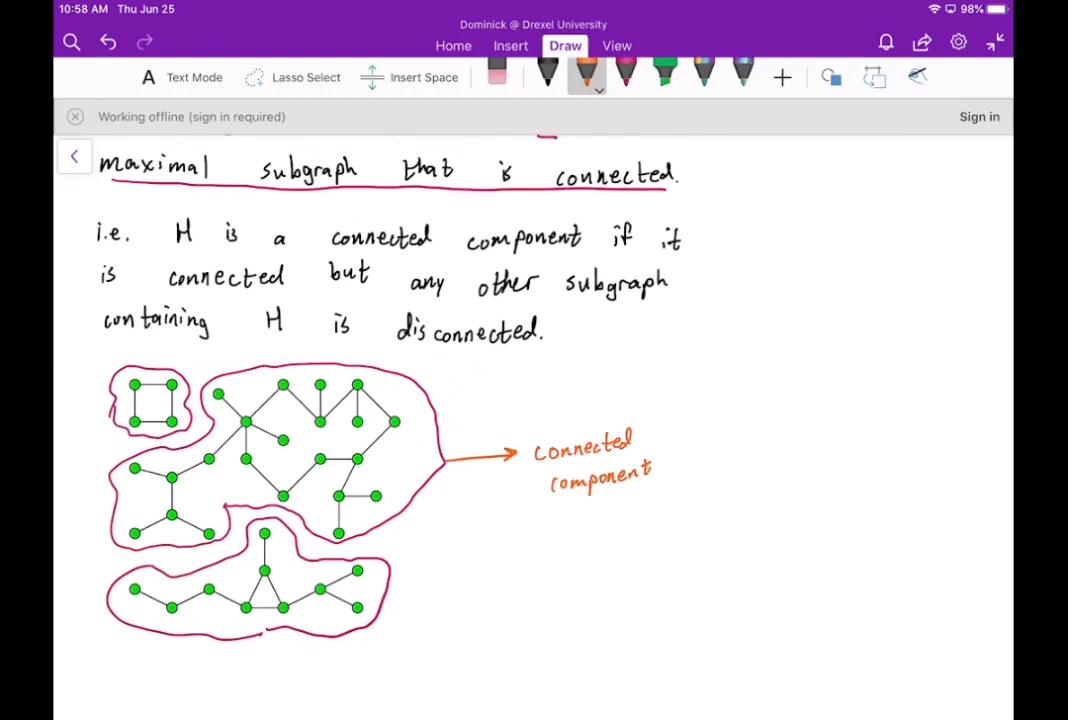 10:58 AM Thu Jun 25
98%
Dominick @ Drexel University
Home Insert Draw View
A Text Mode Lasso Select Insert Space
Working offline (sign in required) Sign in
maximal subgraph that is connected.
i.e. H is a connected component if it
is connected but any other subgraph
containing H is disconnected.
connected
component